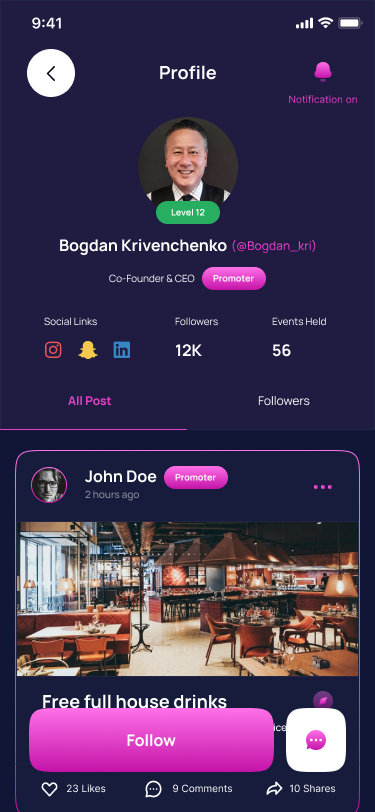 9:41
Profile
Notification on
Level 12
Bogdan Krivenchenko (@Bogdan_kri)
Co-Founder & CEO Promoter
Social Links Followers Events Held
in 12K 56
All Post Followers
John Doe Promoter
2 hours ago
Free full house drinks
Follow
23 Likes 9 Comments 10 Shares